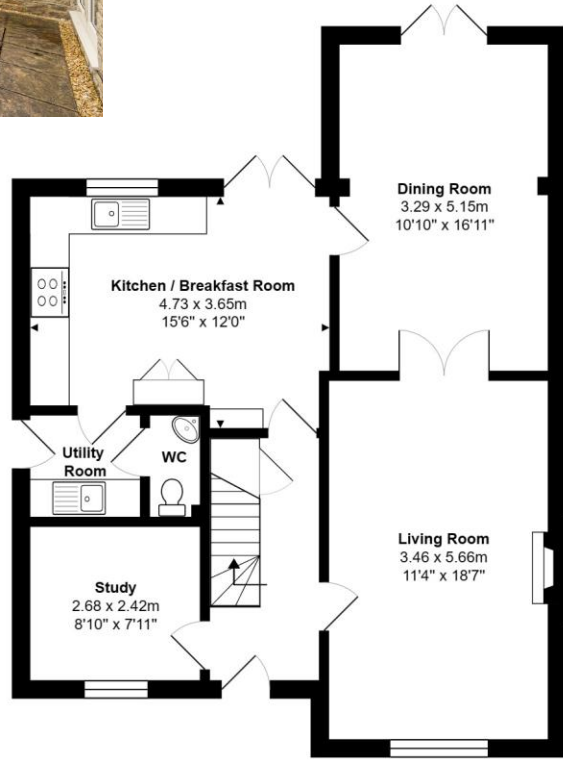 Dining Room
3.29 x 5.15m
10'10" x 16'11"
Kitchen / Breakfast Room
4.73 x 3.65m
15'6" x 12'0"
Utility
Room
WC
Living Room
3.46 x 5.66m
11'4" x 18'7"
Study
2.68 x 2.42m
8'10" x 7'11"